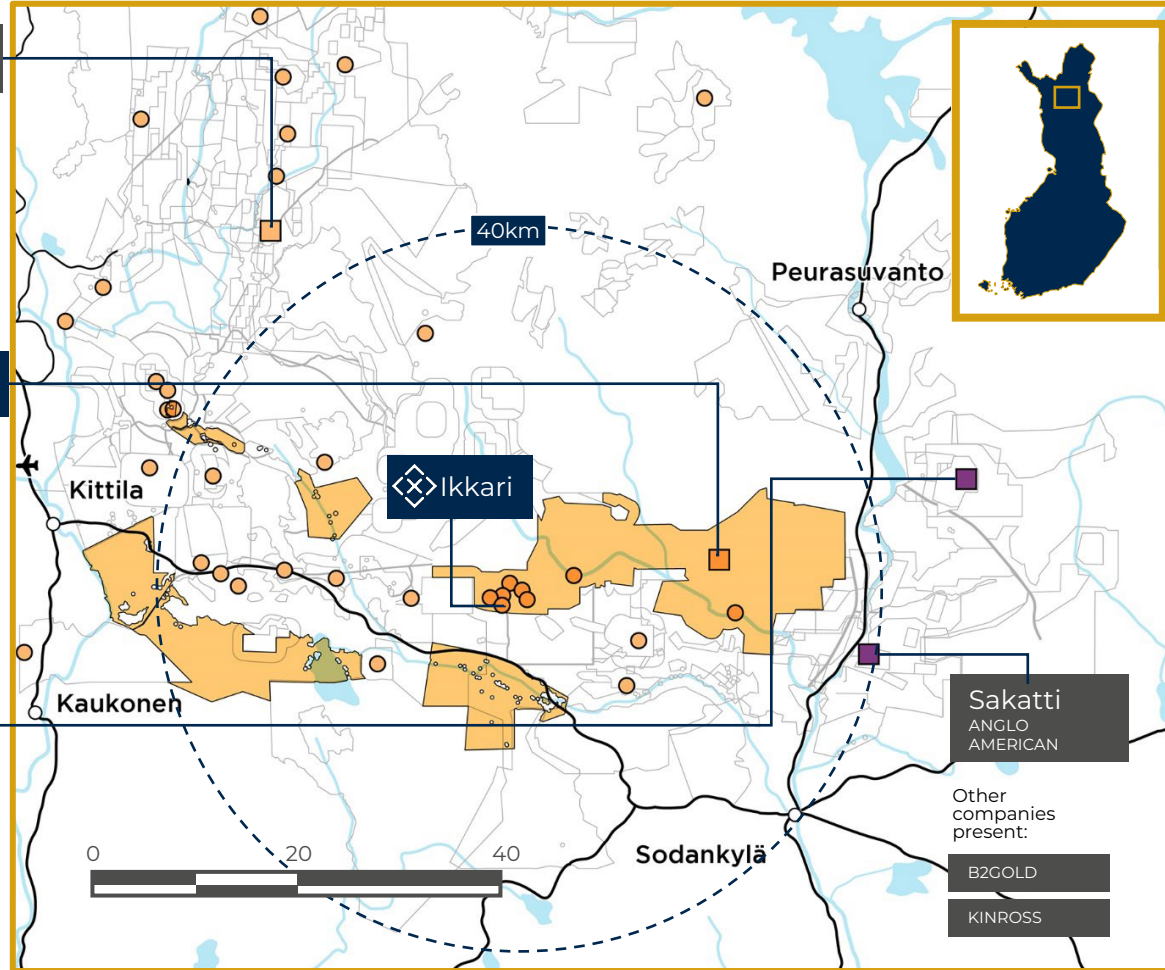 40km
Peurasuvanto
Kittila
Ikkari
Kaukonen
Sakatti
ANGLO
AMERICAN
Other
companies
present:
0 20 40
Sodankylä
B2GOLD
KINROSS